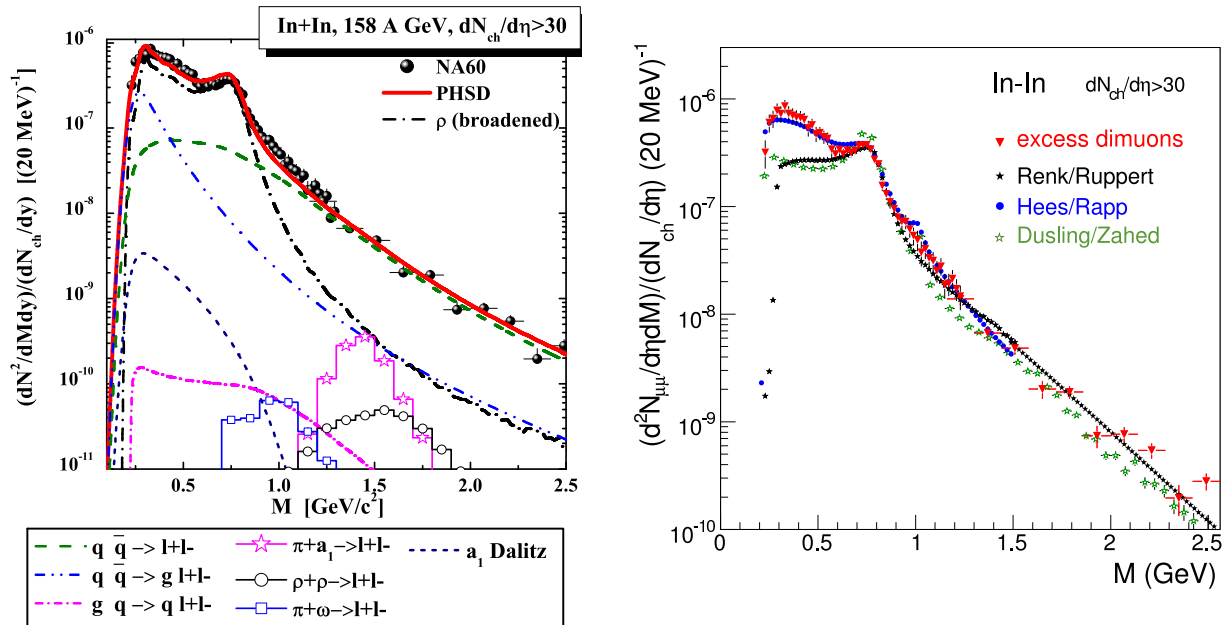 In+In, 158 A GeV, dN_ch/dη>30
NA60
PHSD
ρ (broadened)
(dN²/dMdy)/(dN_ch/dy) [(20 MeV)⁻¹]
10⁻⁶
10⁻⁷
10⁻⁸
10⁻⁹
10⁻¹⁰
10⁻¹¹
0.5 1.0 1.5 2.0 2.5
M [GeV/c²]
q q̄ −> l+l-
q q̄ −> g l+l-
g q −> q l+l-
π+a₁−>l+l-
ρ+ρ−>l+l-
π+ω−>l+l-
a₁ Dalitz
In-In dN_ch/dη>30
excess dimuons
Renk/Ruppert
Hees/Rapp
Dusling/Zahed
(d²N_μμ/dηdM)/(dN_ch/dη) (20 MeV)⁻¹
10⁻⁶
10⁻⁷
10⁻⁸
10⁻⁹
10⁻¹⁰
0 0.5 1 1.5 2 2.5
M (GeV)